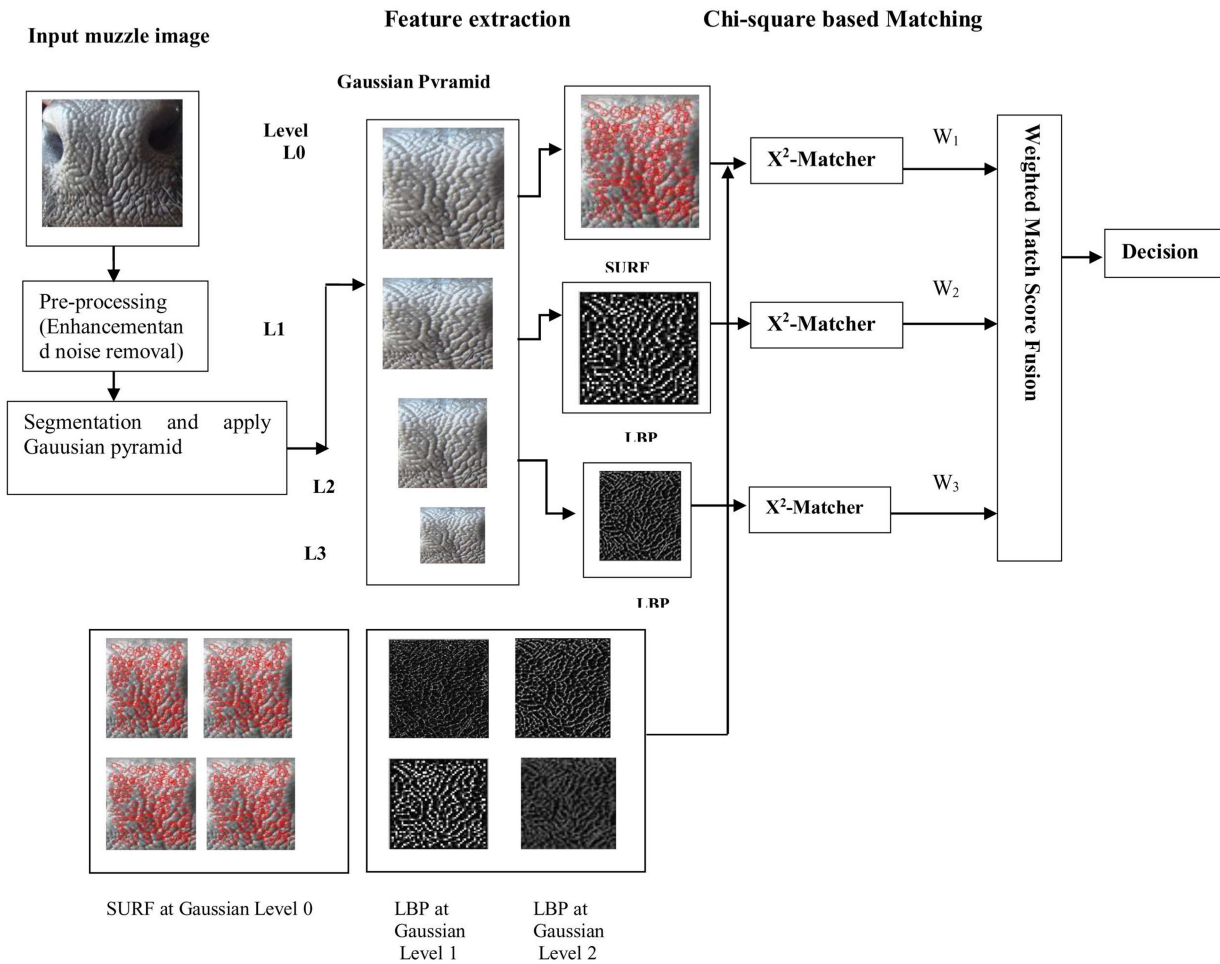 Feature extraction
Chi-square based Matching
Input muzzle image
Gaussian Pvramid
Level
L0
L1
L2
L3
Pre-processing
(Enhancementan
d noise removal)
Segmentation and apply
Gauusian pyramid
SURF
LBP
LBP
X²-Matcher
X²-Matcher
X²-Matcher
W₁
W₂
W₃
Weighted Match Score Fusion
Decision
SURF at Gaussian Level 0
LBP at
Gaussian
Level 1
LBP at
Gaussian
Level 2